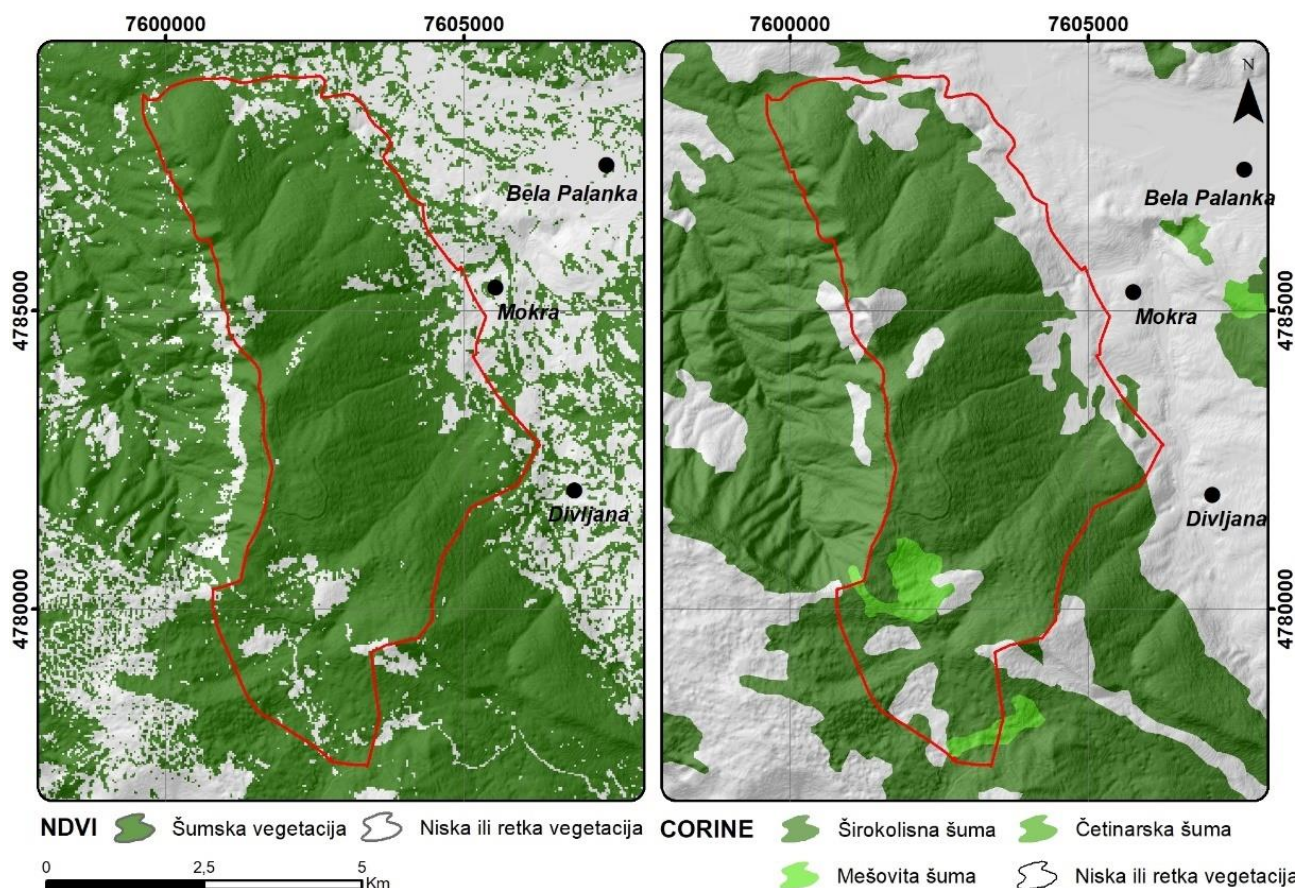 7600000 7605000 7600000 7605000
N
Bela Palanka Bela Palanka
4785000 Mokra Mokra 4785000
Divljana Divljana
4780000 4780000
NDVI Šumska vegetacija Niska ili retka vegetacija CORINE Širokolisna šuma Četinarska šuma
0 2,5 5 Km Mešovita šuma Niska ili retka vegetacija